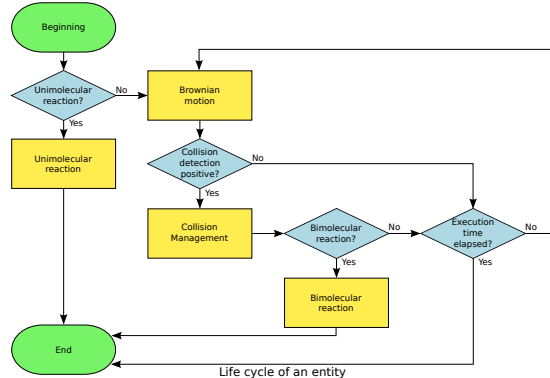 Beginning
Unimolecular
reaction?
No
Yes
Brownian
motion
Unimolecular
reaction
Collision
detection
positive?
No
Yes
Collision
Management
Bimolecular
reaction?
No
Yes
Execution
time
elapsed?
No
Yes
Bimolecular
reaction
End
Life cycle of an entity